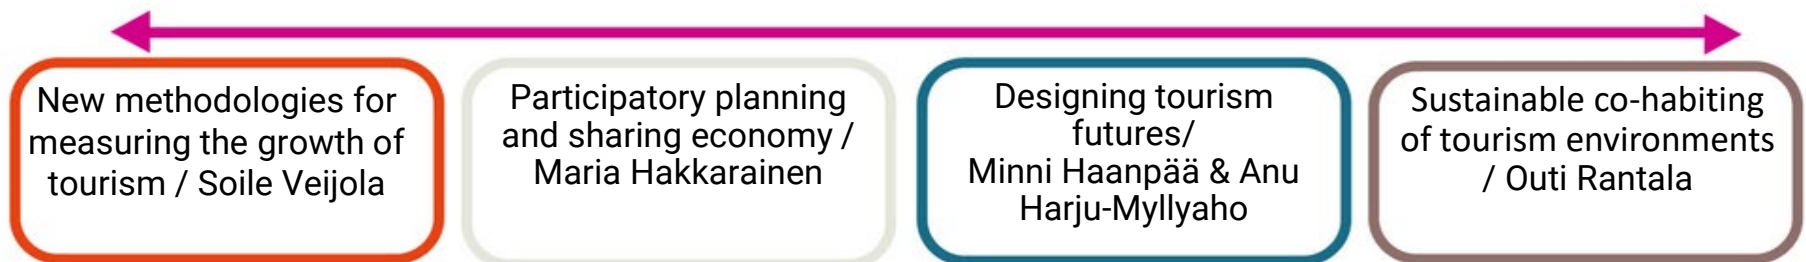 New methodologies for
measuring the growth of
tourism / Soile Veijola
Participatory planning
and sharing economy /
Maria Hakkarainen
Designing tourism
futures/
Minni Haanpää & Anu
Harju-Myllyaho
Sustainable co-habiting
of tourism environments
/ Outi Rantala